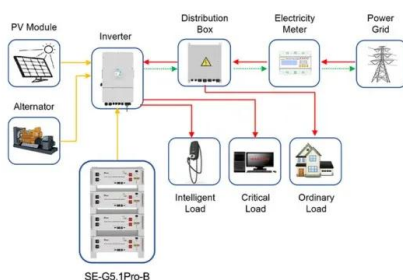 PV Module
Inverter
Distribution
Box
Electricity
Meter
Power
Grid
Alternator
Intelligent
Load
Critical
Load
Ordinary
Load
SE-G5.1Pro-B